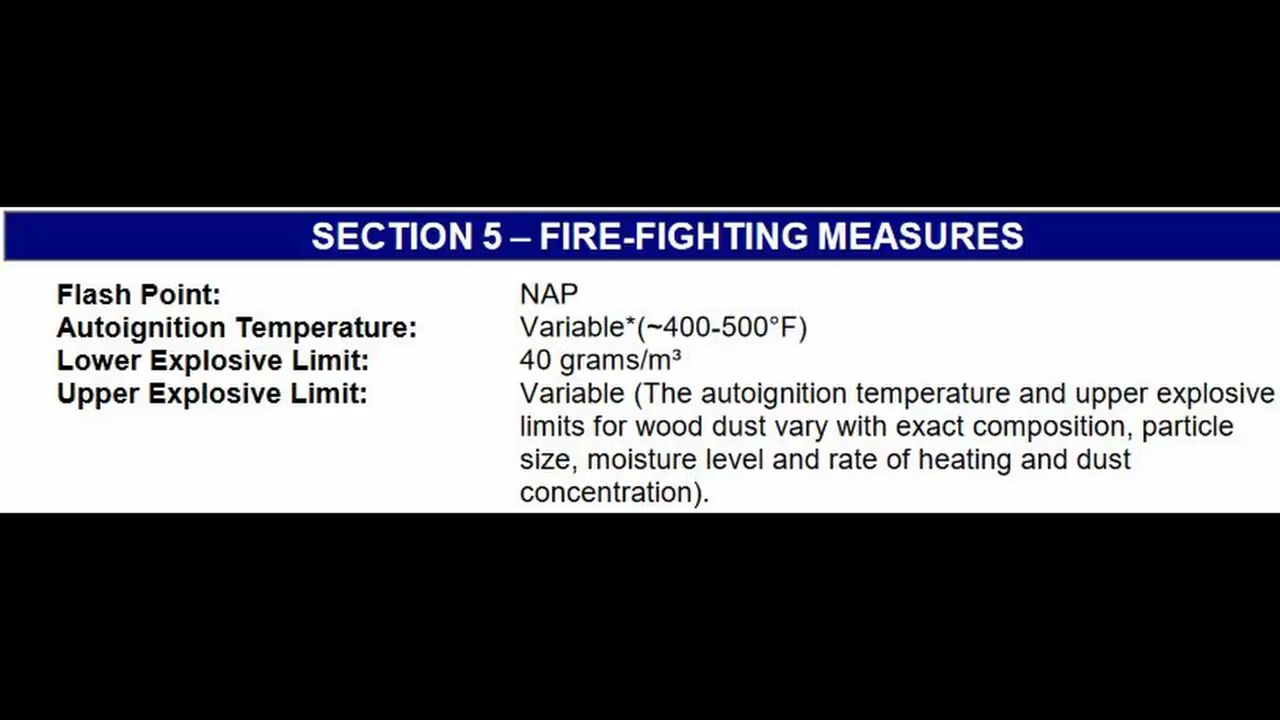 SECTION 5 – FIRE-FIGHTING MEASURES
Flash Point: NAP
Autoignition Temperature: Variable*(~400-500°F)
Lower Explosive Limit: 40 grams/m³
Upper Explosive Limit: Variable (The autoignition temperature and upper explosive
limits for wood dust vary with exact composition, particle
size, moisture level and rate of heating and dust
concentration).